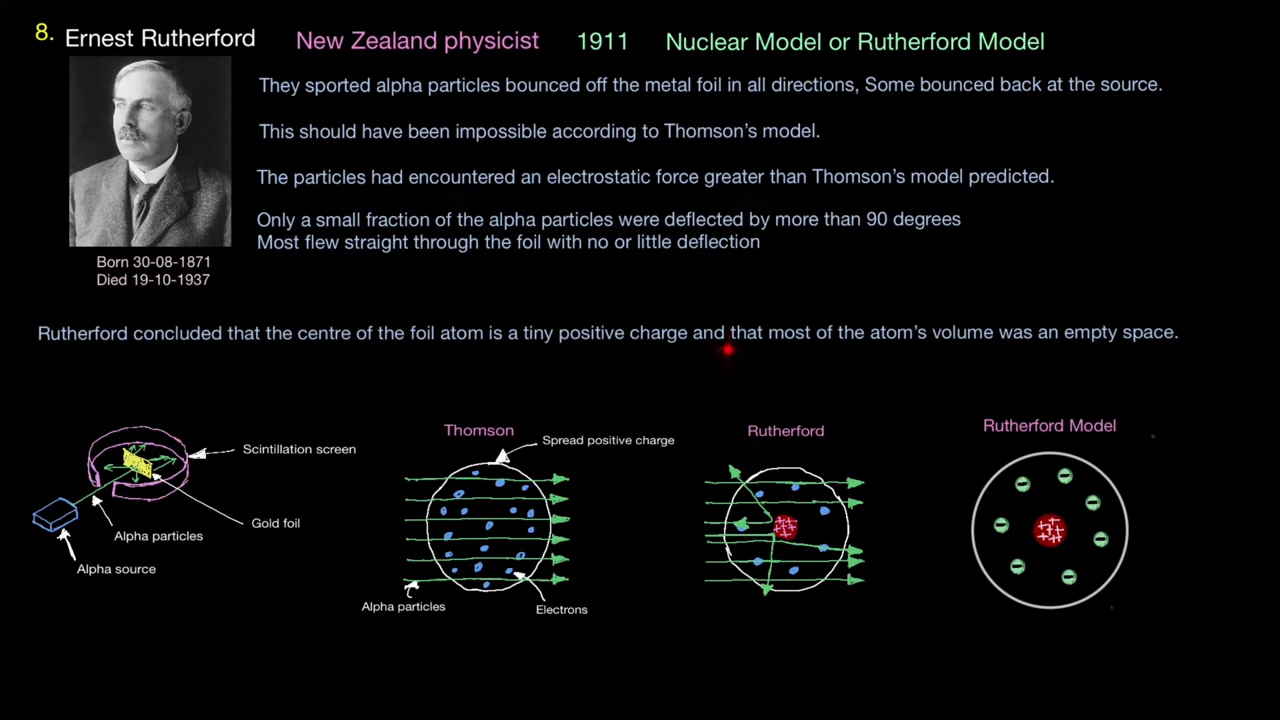 8. Ernest Rutherford New Zealand physicist 1911 Nuclear Model or Rutherford Model
They sported alpha particles bounced off the metal foil in all directions, Some bounced back at the source.
This should have been impossible according to Thomson's model.
The particles had encountered an electrostatic force greater than Thomson's model predicted.
Only a small fraction of the alpha particles were deflected by more than 90 degrees
Most flew straight through the foil with no or little deflection
Born 30-08-1871
Died 19-10-1937
Rutherford concluded that the centre of the foil atom is a tiny positive charge and that most of the atom's volume was an empty space.
Scintillation screen
Gold foil
Alpha particles
Alpha source
Thomson
Spread positive charge
Alpha particles
Electrons
Rutherford
Rutherford Model